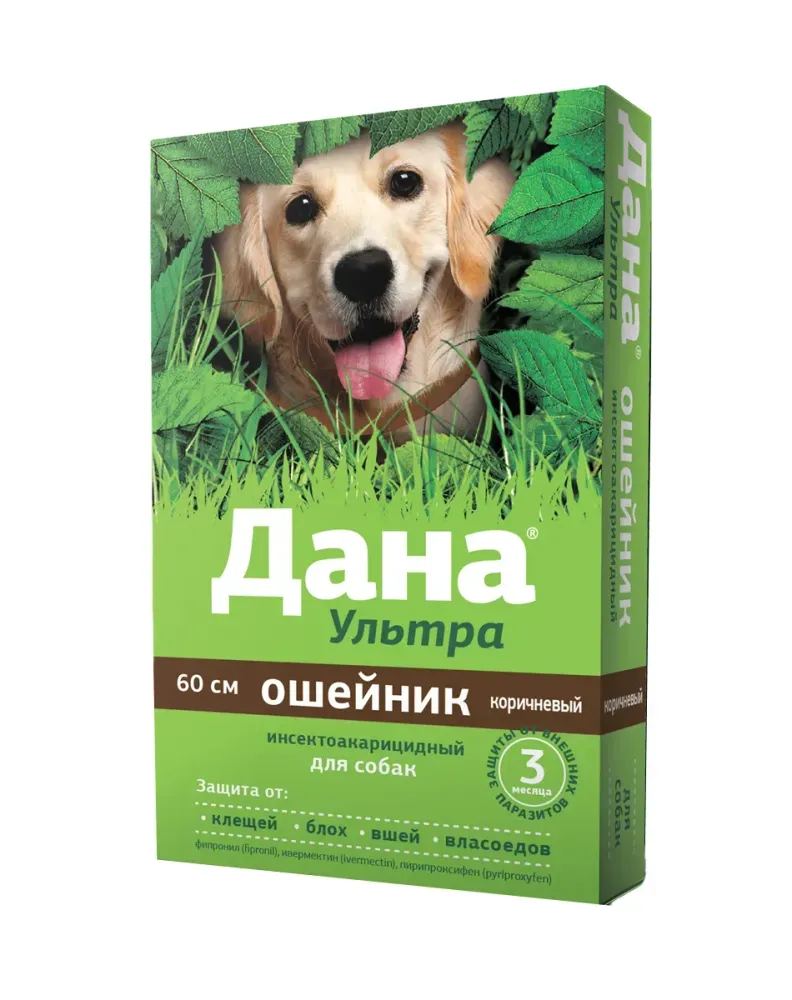 Дана®
Ультра
60 см ошейник коричневый
инсектоакарицидный
для собак
3
месяца
ЗАЩИТЫ ОТ ВНЕШНИХ
ПАРАЗИТОВ
Защита от:
• клещей • блох • вшей • власоедов
фипронил (fipronil), ивермектин (ivermectin), пирипроксифен (pyriproxyfen)
Дана®
Ультра
ошейник
инсектоакарицидный
коричневый
для
собак